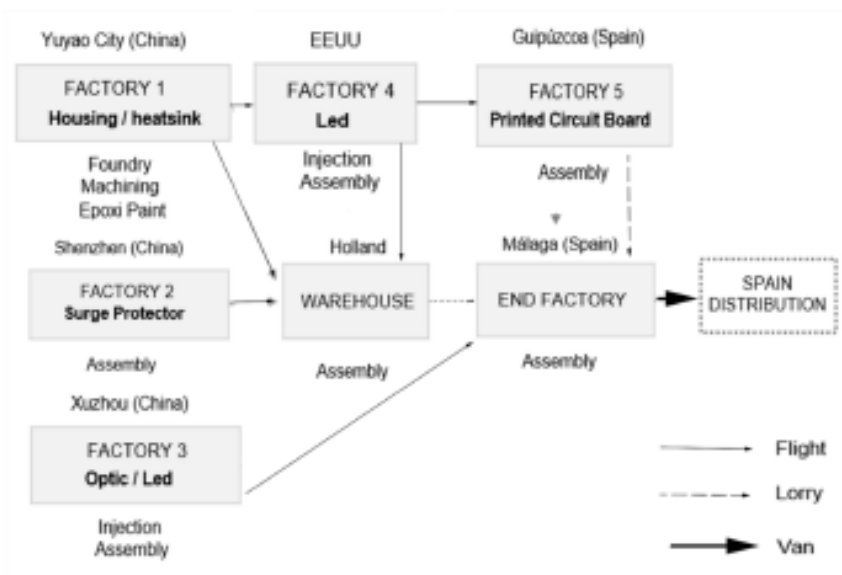 Yuyao City (China)
EEUU
Guipúzcoa (Spain)
FACTORY 1
Housing / heatsink
FACTORY 4
Led
FACTORY 5
Printed Circuit Board
Foundry
Machining
Epoxi Paint
Injection
Assembly
Assembly
Shenzhen (China)
Holland
Málaga (Spain)
FACTORY 2
Surge Protector
WAREHOUSE
END FACTORY
SPAIN
DISTRIBUTION
Assembly
Assembly
Assembly
Xuzhou (China)
FACTORY 3
Optic / Led
Injection
Assembly
Flight
Lorry
Van